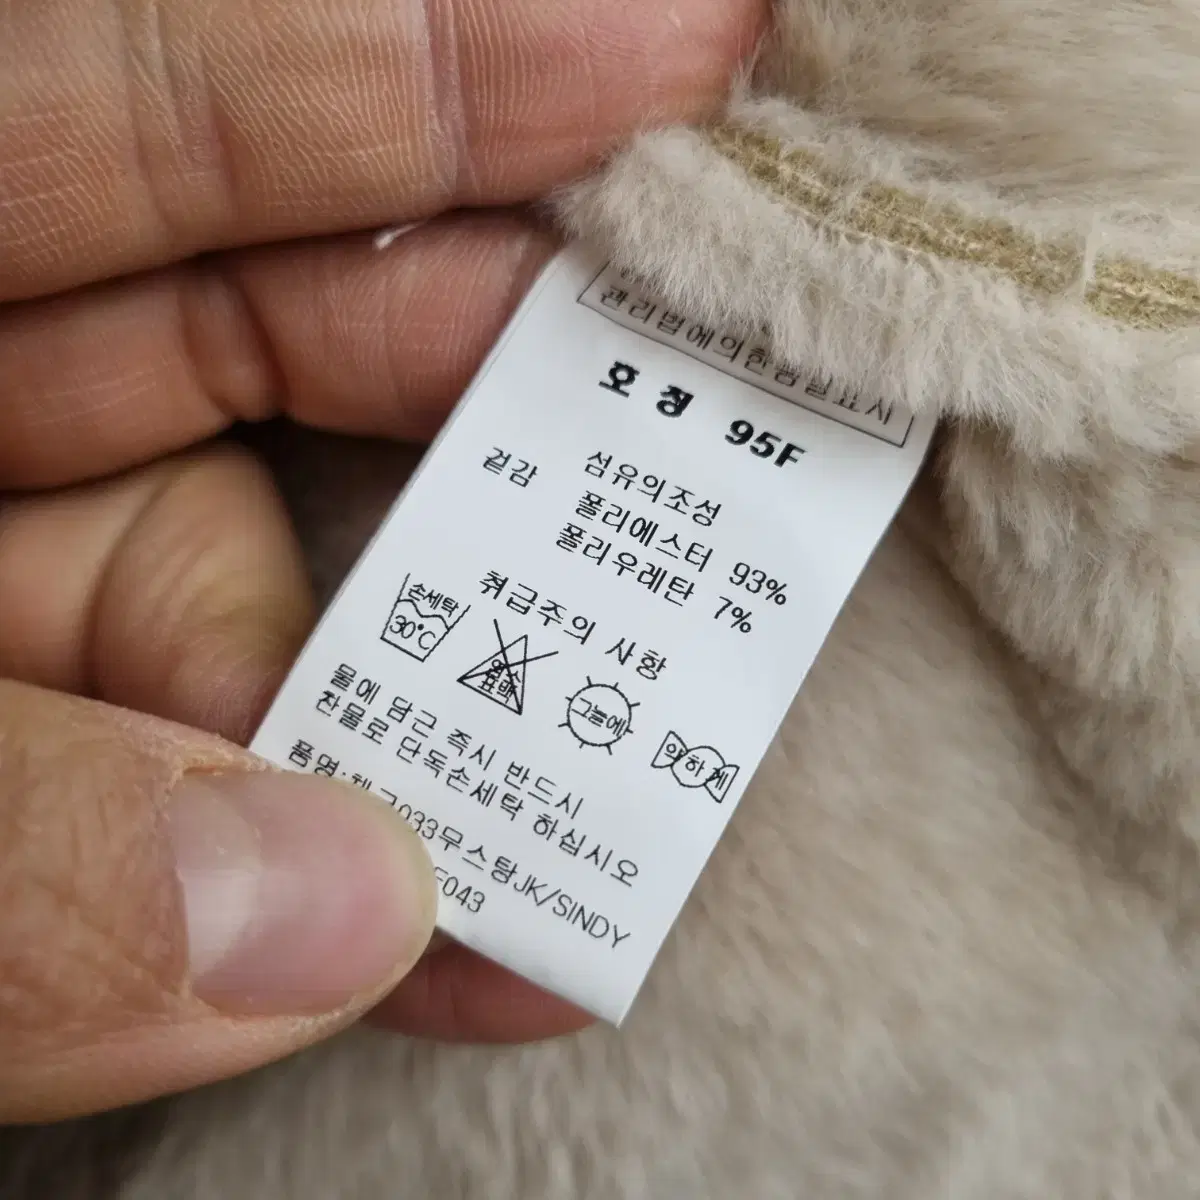 관리법에의한품질표시
호칭 95F
섬유의조성
겉감 폴리에스터 93%
폴리우레탄 7%
취급주의 사항
손세탁
30°C
염소
표백
그늘에
약하게
물에 담근 즉시 반드시
찬물로 단독손세탁 하십시오
품명: 033무스탕JK/SINDY
F043